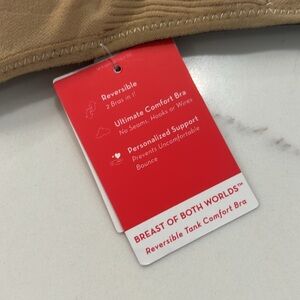 Reversible
2 Bras in 1!
Ultimate Comfort Bra
No Seams, Hooks or Wires
Personalized Support
Prevents Uncomfortable
Bounce
BREAST OF BOTH WORLDS™
Reversible Tank Comfort Bra